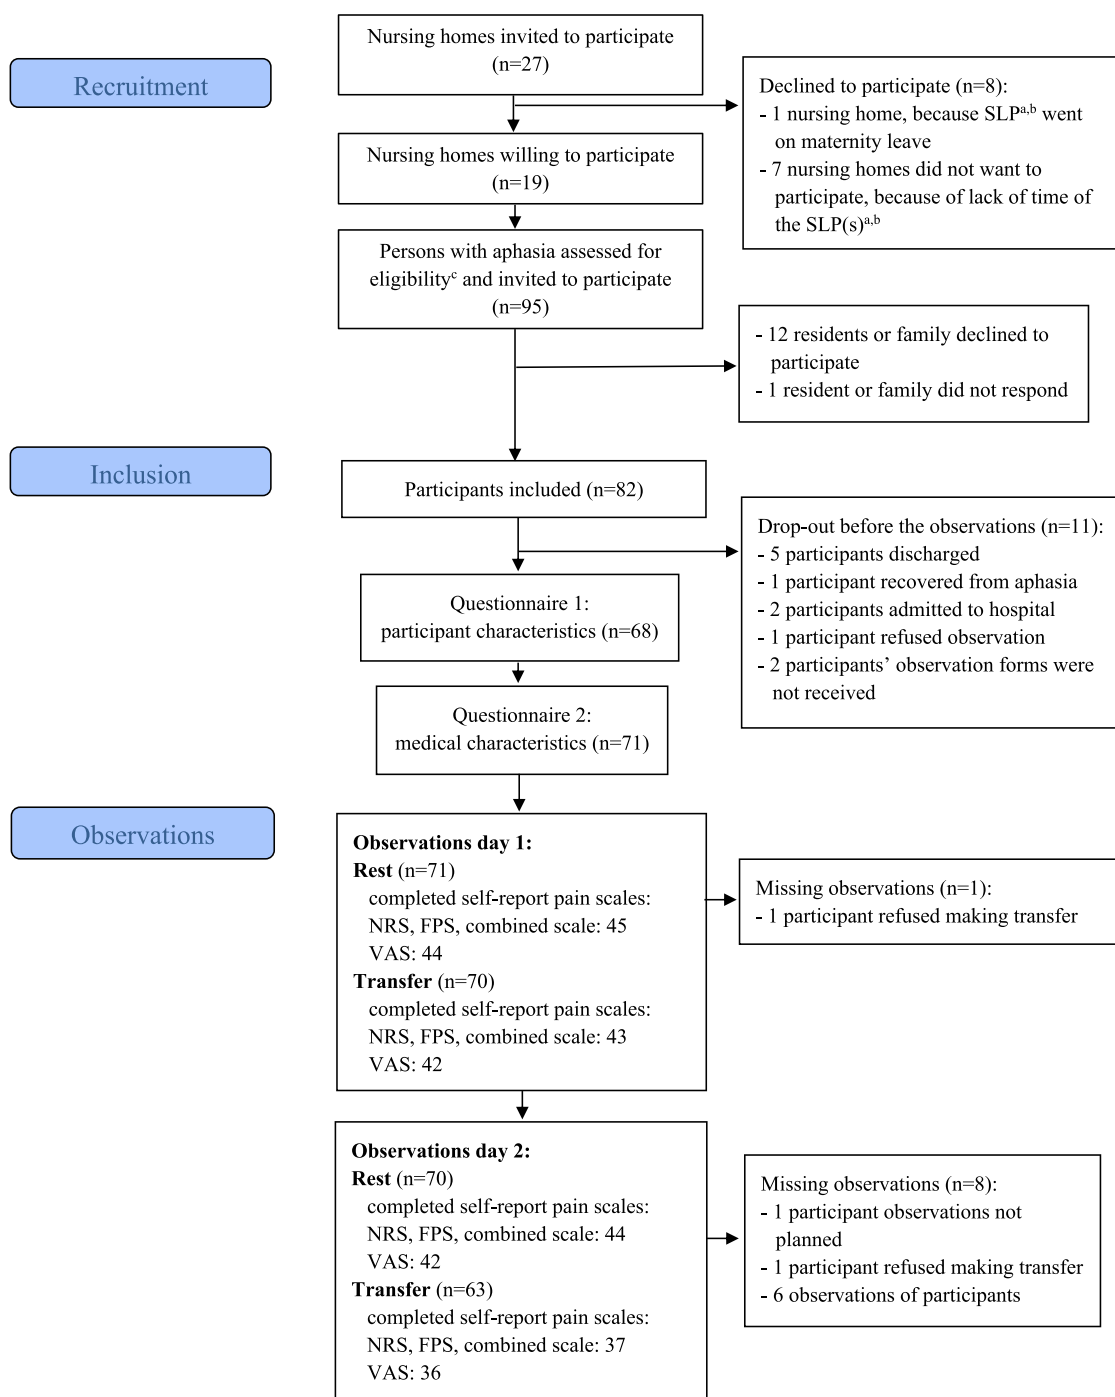 Nursing homes invited to participate
(n=27)
Recruitment
Declined to participate (n=8):
- 1 nursing home, because SLPᵃ,ᵇ went
on maternity leave
- 7 nursing homes did not want to
participate, because of lack of time of
the SLP(s)ᵃ,ᵇ
Nursing homes willing to participate
(n=19)
Persons with aphasia assessed for
eligibilityᶜ and invited to participate
(n=95)
- 12 residents or family declined to
participate
- 1 resident or family did not respond
Inclusion
Participants included (n=82)
Drop-out before the observations (n=11):
- 5 participants discharged
- 1 participant recovered from aphasia
- 2 participants admitted to hospital
- 1 participant refused observation
- 2 participants’ observation forms were
not received
Questionnaire 1:
participant characteristics (n=68)
Questionnaire 2:
medical characteristics (n=71)
Observations
Observations day 1:
Rest (n=71)
completed self-report pain scales:
NRS, FPS, combined scale: 45
VAS: 44
Transfer (n=70)
completed self-report pain scales:
NRS, FPS, combined scale: 43
VAS: 42
Missing observations (n=1):
- 1 participant refused making transfer
Observations day 2:
Rest (n=70)
completed self-report pain scales:
NRS, FPS, combined scale: 44
VAS: 42
Transfer (n=63)
completed self-report pain scales:
NRS, FPS, combined scale: 37
VAS: 36
Missing observations (n=8):
- 1 participant observations not
planned
- 1 participant refused making transfer
- 6 observations of participants